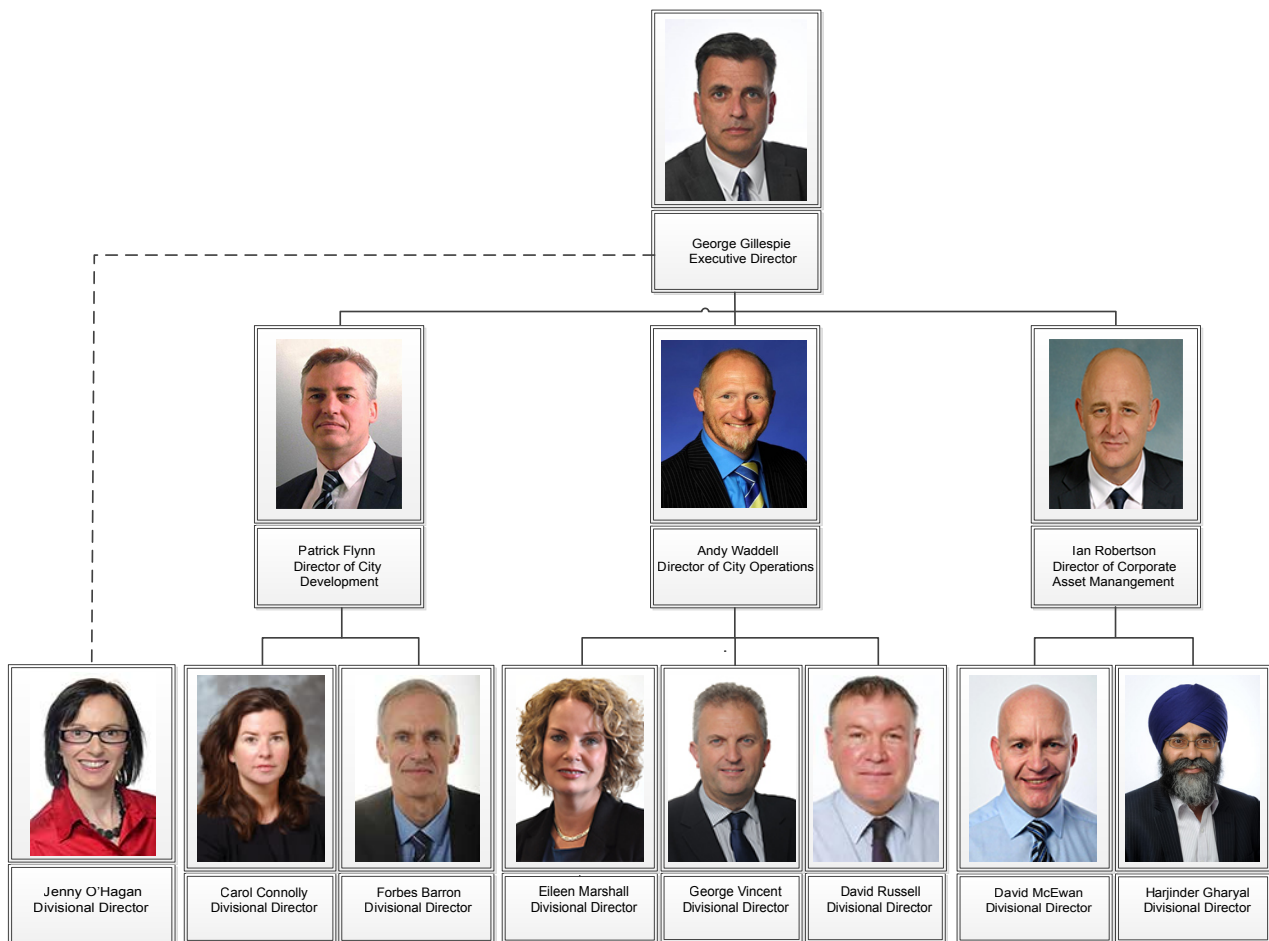 George Gillespie
Executive Director
Patrick Flynn
Director of City
Development
Andy Waddell
Director of City Operations
Ian Robertson
Director of Corporate
Asset Manangement
Jenny O’Hagan
Divisional Director
Carol Connolly
Divisional Director
Forbes Barron
Divisional Director
Eileen Marshall
Divisional Director
George Vincent
Divisional Director
David Russell
Divisional Director
David McEwan
Divisional Director
Harjinder Gharyal
Divisional Director